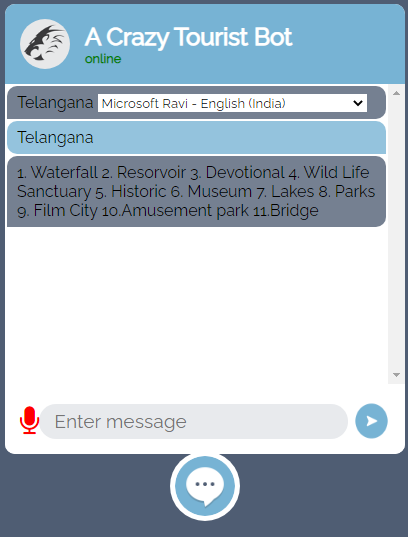 A Crazy Tourist Bot
online
Telangana Microsoft Ravi - English (India)
Telangana
1. Waterfall 2. Resorvoir 3. Devotional 4. Wild Life
Sanctuary 5. Historic 6. Museum 7. Lakes 8. Parks
9. Film City 10.Amusement park 11.Bridge
Enter message